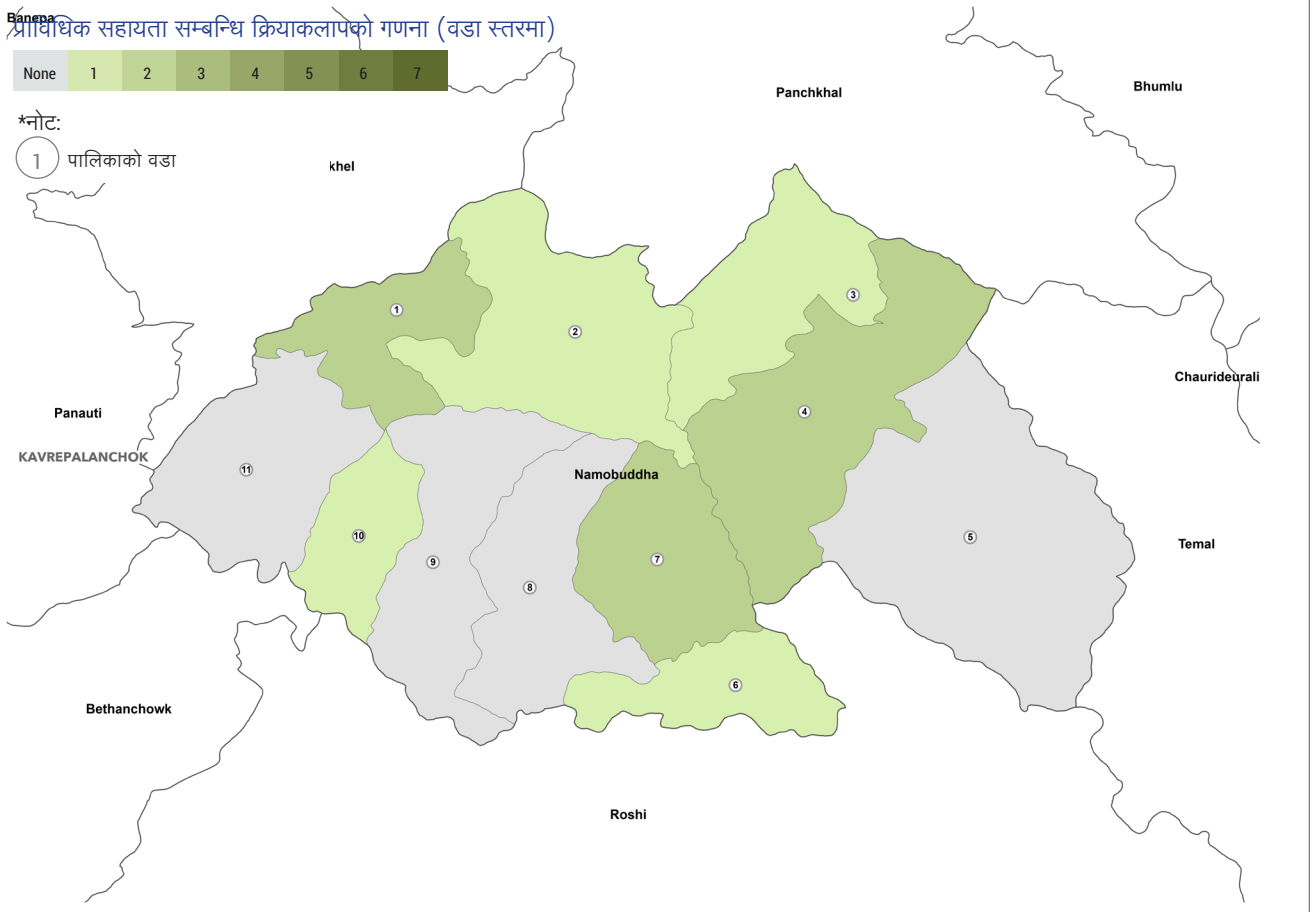 Banepa
प्राविधिक सहायता सम्बन्धि क्रियाकलापको गणना (वडा स्तरमा)
None 1 2 3 4 5 6 7
*नोट:
1 पालिकाको वडा
khel
Panchkhal
Bhumlu
3
1
2
Chaurideurali
Panauti
4
KAVREPALANCHOK
11
Namobuddha
10
5
Temal
7
9
8
6
Bethanchowk
Roshi